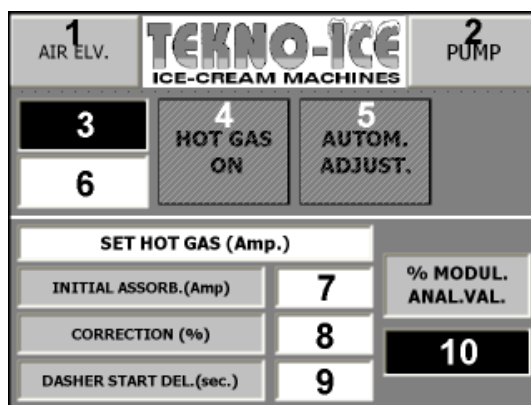 1
AIR ELV.
TEKNO-ICE
ICE-CREAM MACHINES
2
PUMP
3
4
HOT GAS
ON
5
AUTOM.
ADJUST.
6
SET HOT GAS (Amp.)
INITIAL ASSORB.(Amp)
7
CORRECTION (%)
8
DASHER START DEL.(sec.)
9
% MODUL.
ANAL.VAL.
10